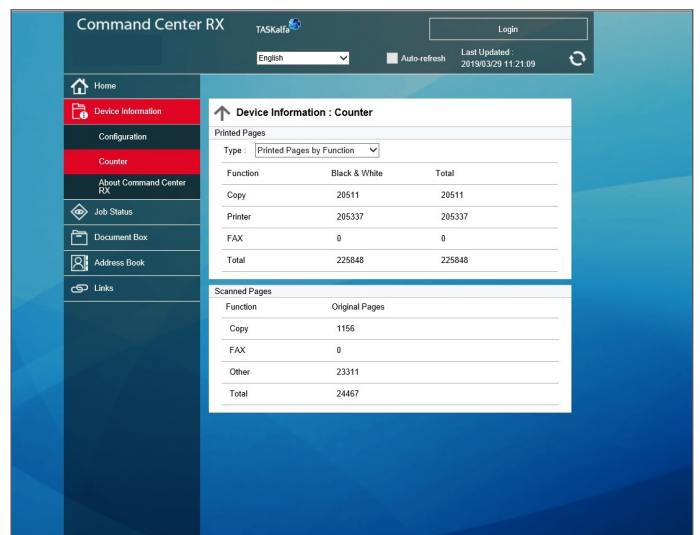 Command Center RX
TASKalfa
Login
English
Auto-refresh
Last Updated :
2019/03/29 11:21:09
Home
Device Information
Configuration
Counter
About Command Center
RX
Job Status
Document Box
Address Book
Links
Device Information : Counter
Printed Pages
Type : Printed Pages by Function
Function Black & White Total
Copy 20511 20511
Printer 205337 205337
FAX 0 0
Total 225848 225848
Scanned Pages
Function Original Pages
Copy 1156
FAX 0
Other 23311
Total 24467